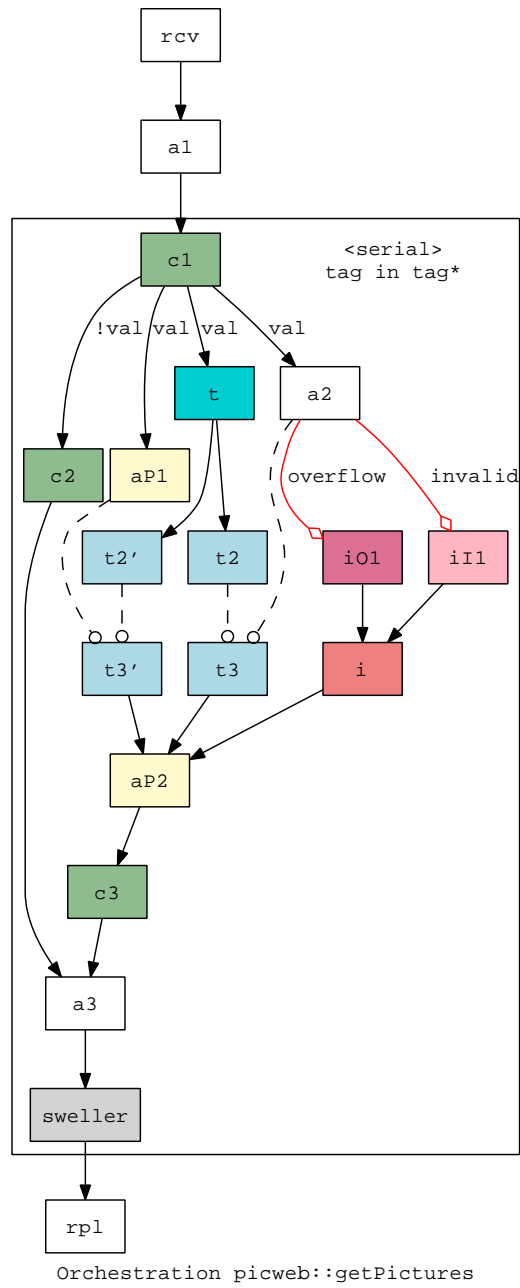 rcv
a1
<serial>
tag in tag*
c1
!val
val
val
val
t
a2
c2
aP1
overflow
invalid
t2’
t2
iO1
iI1
t3’
t3
i
aP2
c3
a3
sweller
rpl
Orchestration picweb::getPictures